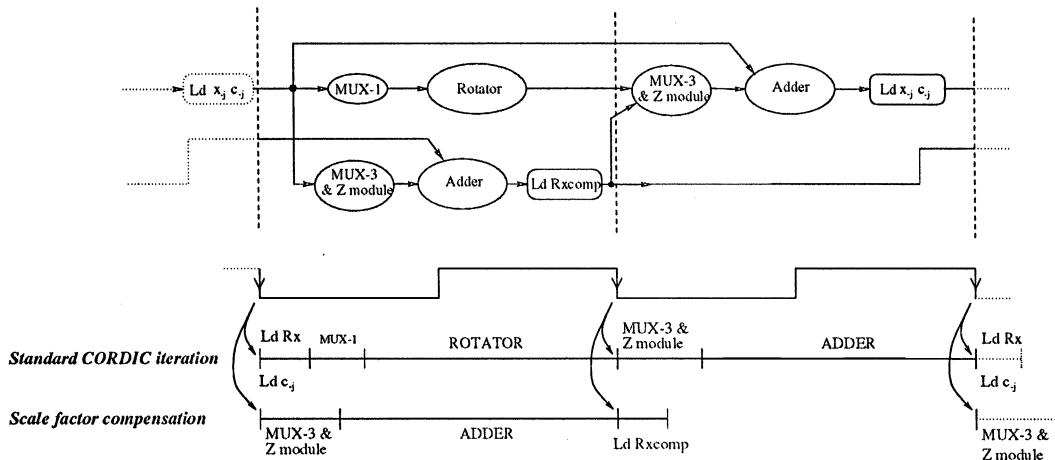 Ld x.j c-j
MUX-1
Rotator
MUX-3
& Z module
Adder
Ld x.j c-j
MUX-3
& Z module
Adder
Ld Rxcomp
Standard CORDIC iteration
Ld Rx
MUX-1
ROTATOR
MUX-3 &
Z module
ADDER
Ld Rx
Ld c-j
Ld c-j
Scale factor compensation
MUX-3 &
Z module
ADDER
Ld Rxcomp
MUX-3 &
Z module